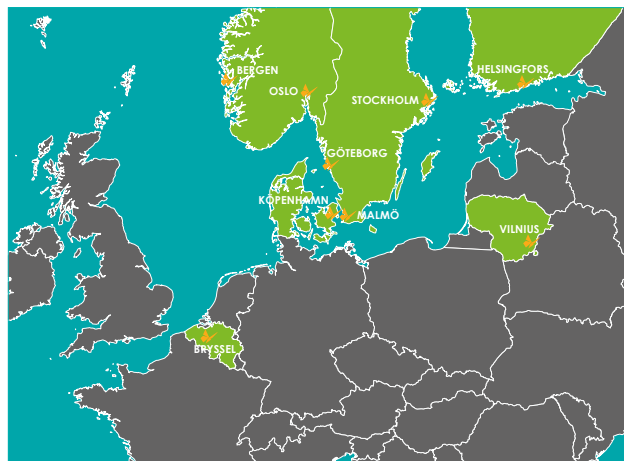 BERGEN
HELSINGFORS
OSLO
STOCKHOLM
GÖTEBORG
KÖPENHAMN
MALMÖ
VILNIUS
BRYSSEL